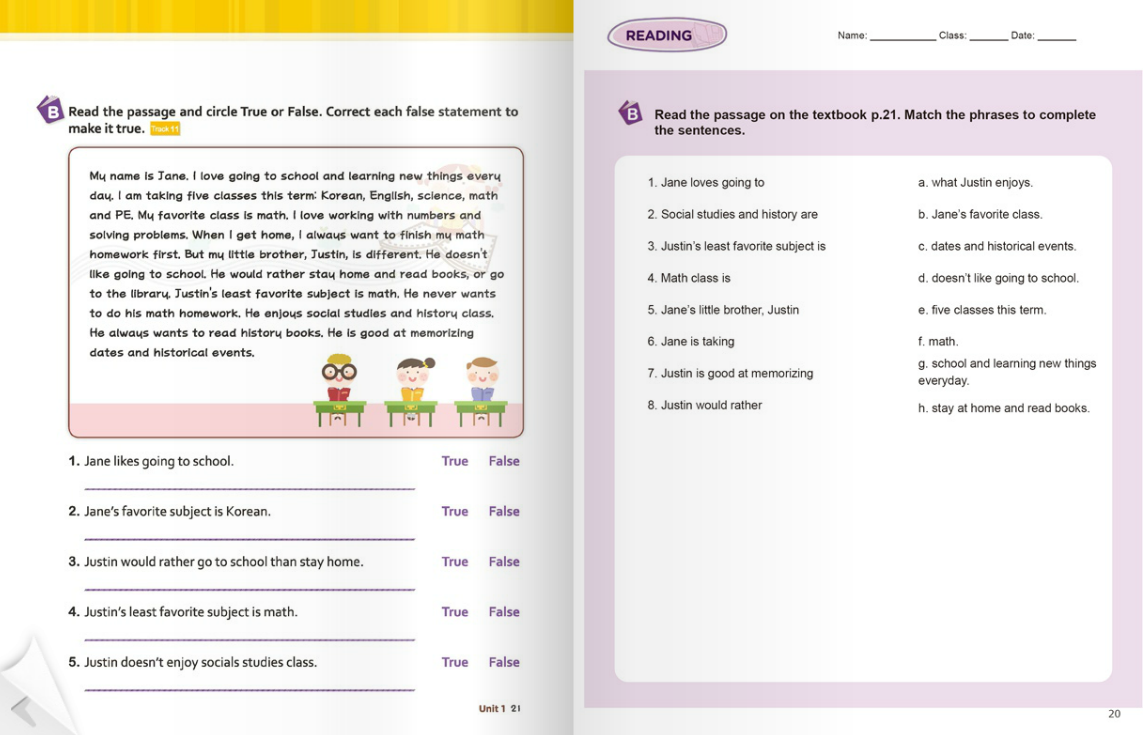 B Read the passage and circle True or False. Correct each false statement to
make it true. Track 11
My name is Jane. I love going to school and learning new things every
day. I am taking five classes this term: Korean, English, science, math
and PE. My favorite class is math. I love working with numbers and
solving problems. When I get home, I always want to finish my math
homework first. But my little brother, Justin, is different. He doesn't
like going to school. He would rather stay home and read books, or go
to the library. Justin's least favorite subject is math. He never wants
to do his math homework. He enjoys social studies and history class.
He always wants to read history books. He is good at memorizing
dates and historical events.
1. Jane likes going to school. True False
2. Jane's favorite subject is Korean. True False
3. Justin would rather go to school than stay home. True False
4. Justin's least favorite subject is math. True False
5. Justin doesn't enjoy socials studies class. True False
Unit 1 21
READING
Name: ___________ Class: ______ Date: ______
B Read the passage on the textbook p.21. Match the phrases to complete
the sentences.
1. Jane loves going to
2. Social studies and history are
3. Justin's least favorite subject is
4. Math class is
5. Jane's little brother, Justin
6. Jane is taking
7. Justin is good at memorizing
8. Justin would rather
a. what Justin enjoys.
b. Jane's favorite class.
c. dates and historical events.
d. doesn't like going to school.
e. five classes this term.
f. math.
g. school and learning new things
everyday.
h. stay at home and read books.
20